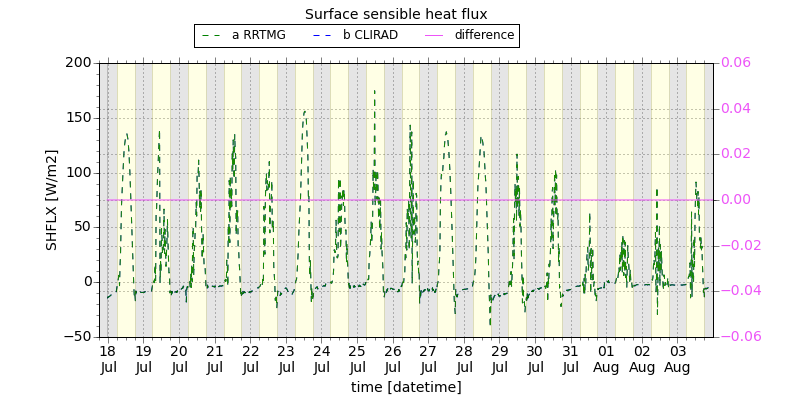 Surface sensible heat flux
a RRTMG b CLIRAD difference
200 0.06
150 0.04
100 0.02
50 0.00
0 −0.02
−50 −0.04
−0.06
SHFLX [W/m2]
18 19 20 21 22 23 24 25 26 27 28 29 30 31 01 02 03
Jul Jul Jul Jul Jul Jul Jul Jul Jul Jul Jul Jul Jul Jul Aug Aug Aug
time [datetime]